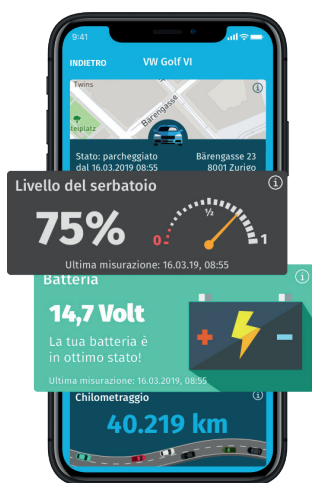 9:41
INDIETRO VW Golf VI
Twins
Bärengasse
steiplatz
Stato: parcheggiato Bärengasse 23
dal 16.03.2019 08:55 8001 Zurigo
Livello del serbatoio
75%
0 ½ 1
Ultima misurazione: 16.03.19, 08:55
Batteria
14,7 Volt
La tua batteria è
in ottimo stato!
Ultima misurazione: 16.03.2019, 08:55
Chilometraggio
40.219 km